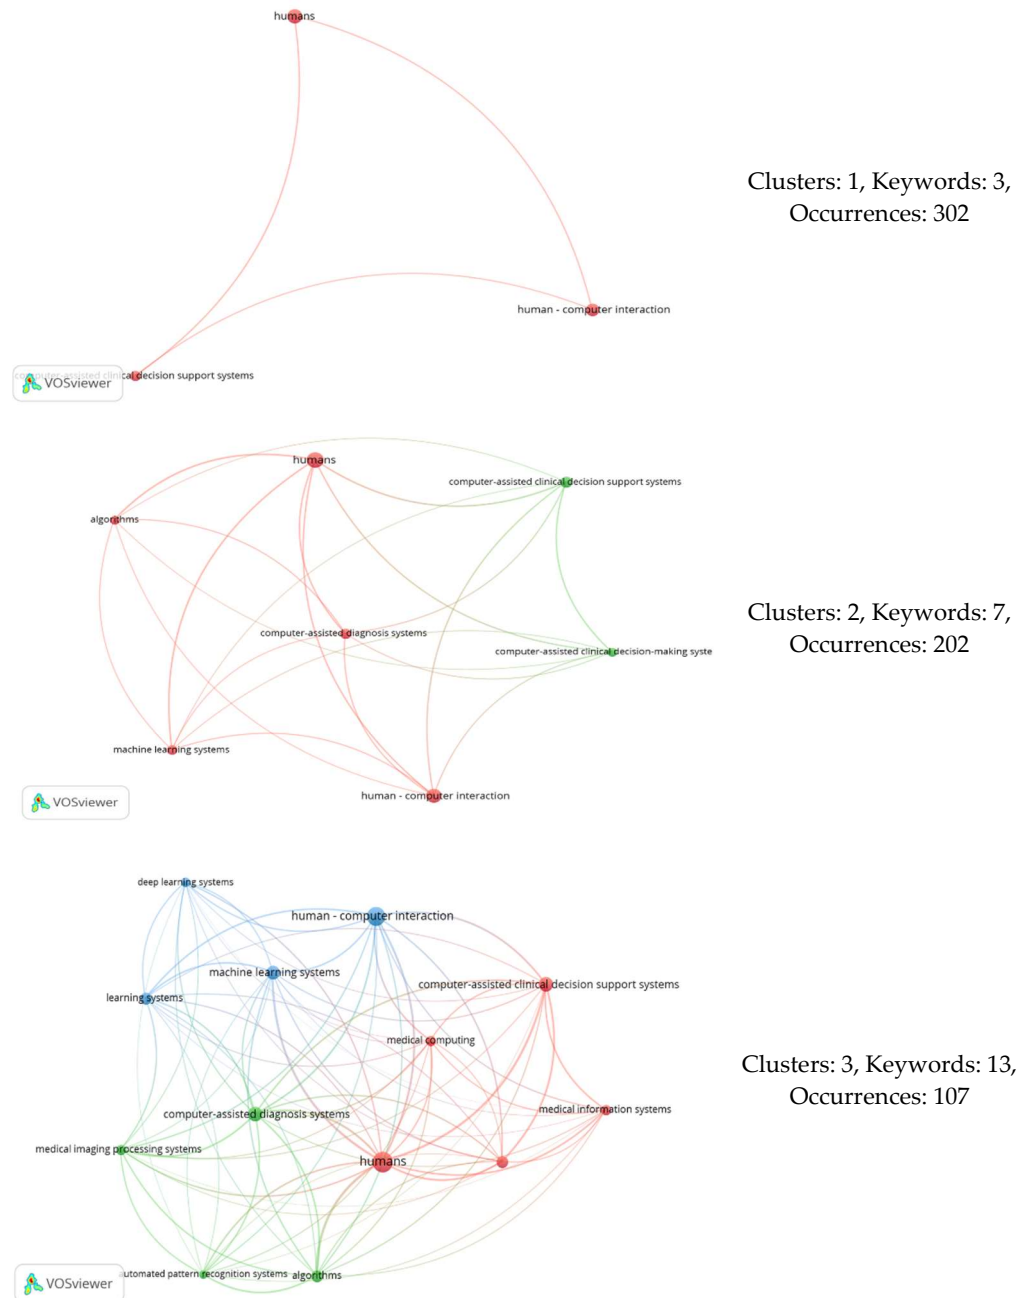 humans
Clusters: 1, Keywords: 3,
Occurrences: 302
human - computer interaction
computer-assisted clinical decision support systems
VOSviewer
humans
computer-assisted clinical decision support systems
algorithms
Clusters: 2, Keywords: 7,
Occurrences: 202
computer-assisted diagnosis systems
computer-assisted clinical decision-making syste
machine learning systems
human - computer interaction
VOSviewer
deep learning systems
human - computer interaction
machine learning systems
computer-assisted clinical decision support systems
learning systems
medical computing
Clusters: 3, Keywords: 13,
Occurrences: 107
computer-assisted diagnosis systems
medical information systems
medical imaging processing systems
humans
automated pattern recognition systems
algorithms
VOSviewer